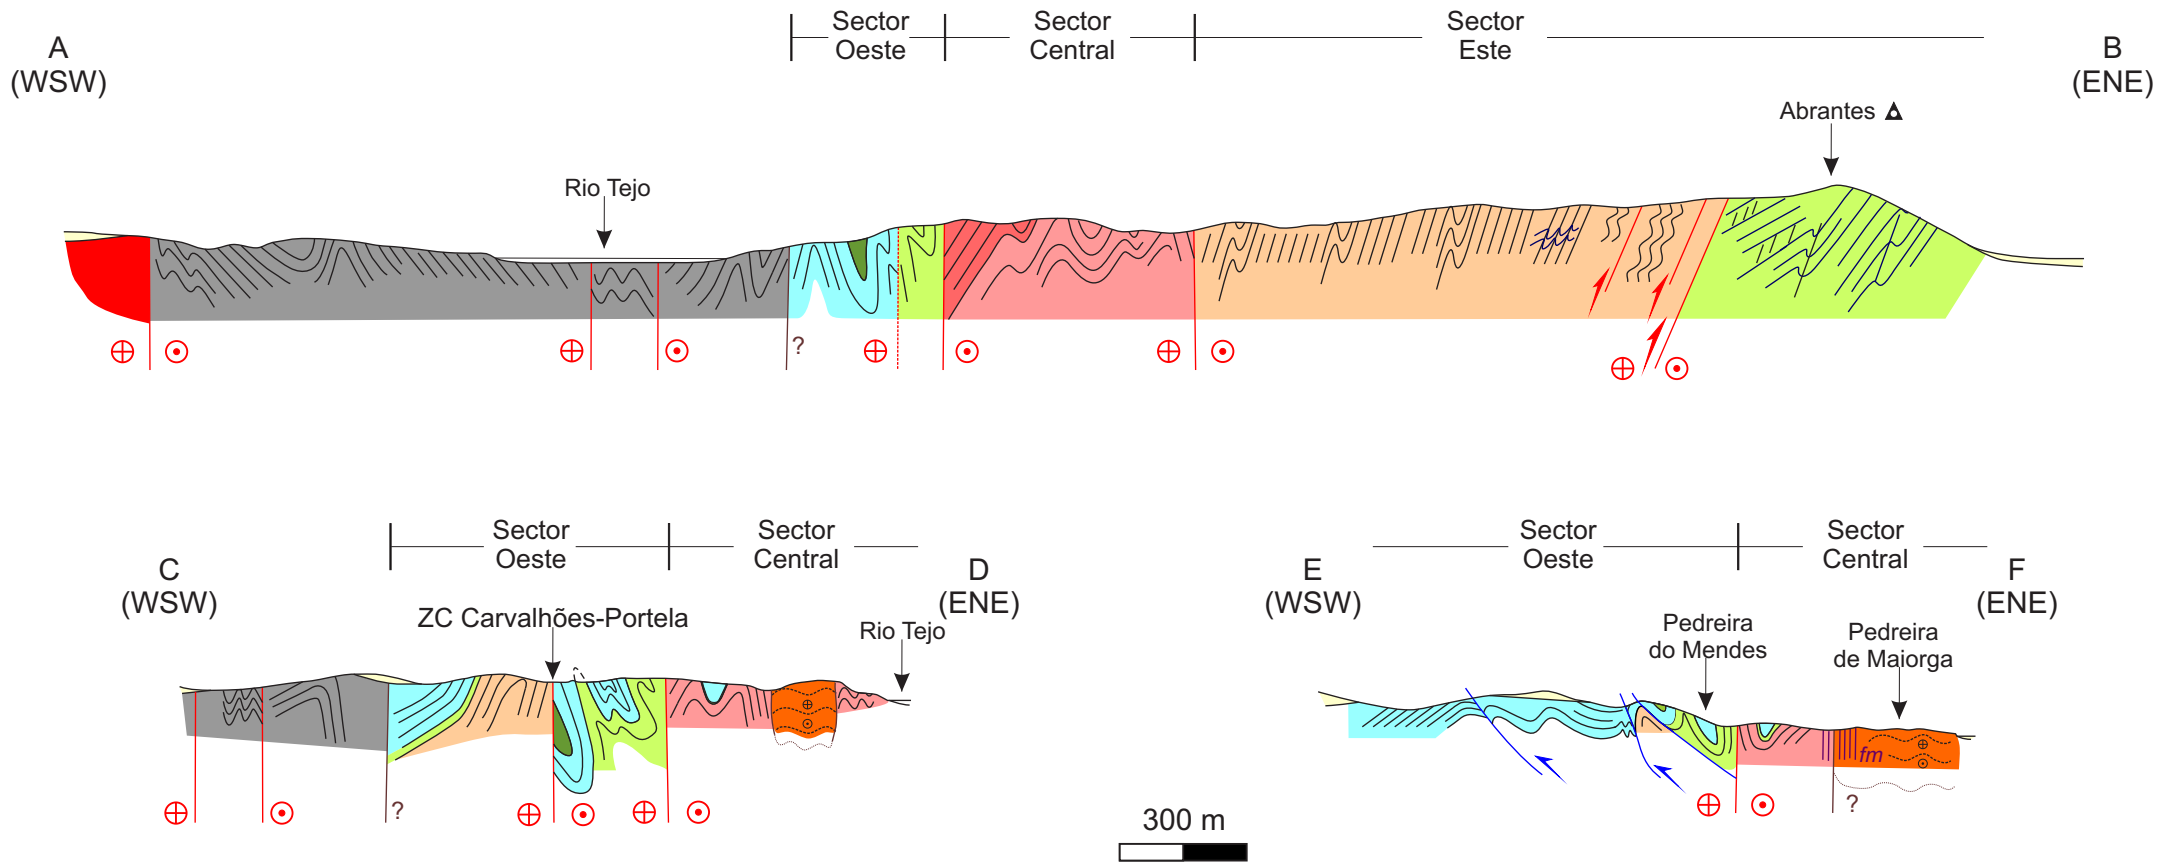 Sector
Oeste
Sector
Central
Sector
Este
A
(WSW)
B
(ENE)
Abrantes
Rio Tejo
?
Sector
Oeste
Sector
Central
C
(WSW)
D
(ENE)
ZC Carvalhões-Portela
Rio Tejo
?
Sector
Oeste
Sector
Central
E
(WSW)
F
(ENE)
Pedreira
do Mendes
Pedreira
de Maiorga
fm
?
300 m